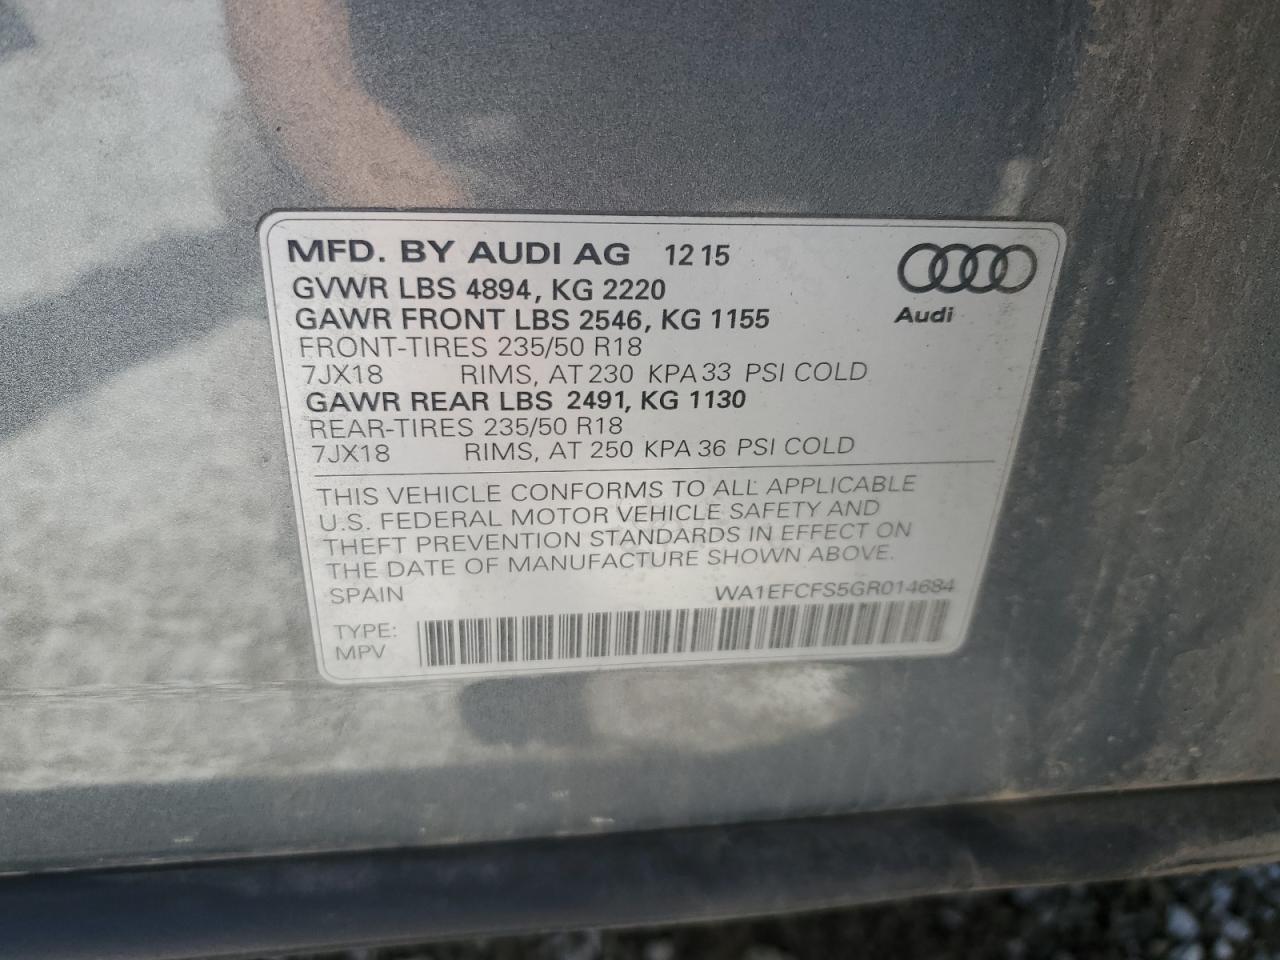 MFD. BY AUDI AG 12 15
GVWR LBS 4894, KG 2220
GAWR FRONT LBS 2546, KG 1155
Audi
FRONT-TIRES 235/50 R18
7JX18 RIMS, AT 230 KPA 33 PSI COLD
GAWR REAR LBS 2491, KG 1130
REAR-TIRES 235/50 R18
7JX18 RIMS, AT 250 KPA 36 PSI COLD
THIS VEHICLE CONFORMS TO ALL APPLICABLE
U.S. FEDERAL MOTOR VEHICLE SAFETY AND
THEFT PREVENTION STANDARDS IN EFFECT ON
THE DATE OF MANUFACTURE SHOWN ABOVE.
SPAIN WA1EFCFS5GR014684
TYPE:
MPV